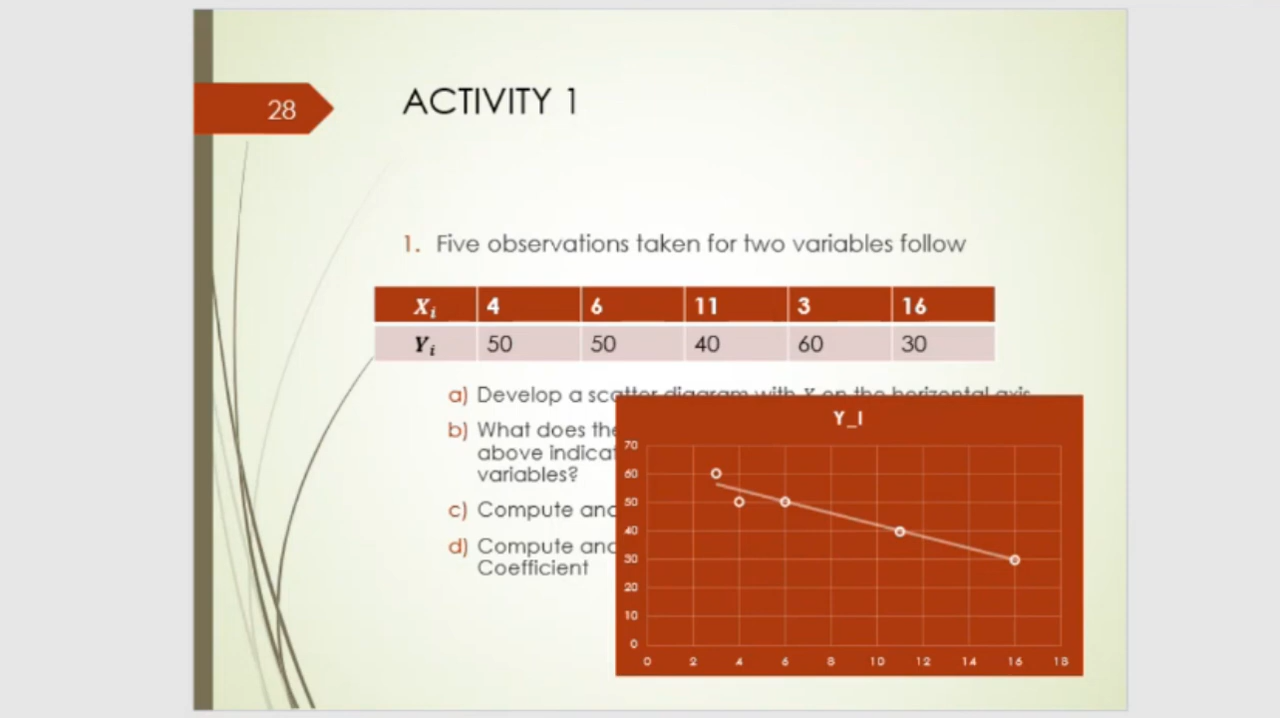 28
ACTIVITY 1
1. Five observations taken for two variables follow
Xᵢ 4 6 11 3 16
Yᵢ 50 50 40 60 30
a) Develop a scatter diagram with X on the horizontal axis
b) What does the
above indicat
variables?
c) Compute and
d) Compute and
Coefficient
Y_I
70
60
50
40
30
20
10
0
0 2 4 6 8 10 12 14 16 18